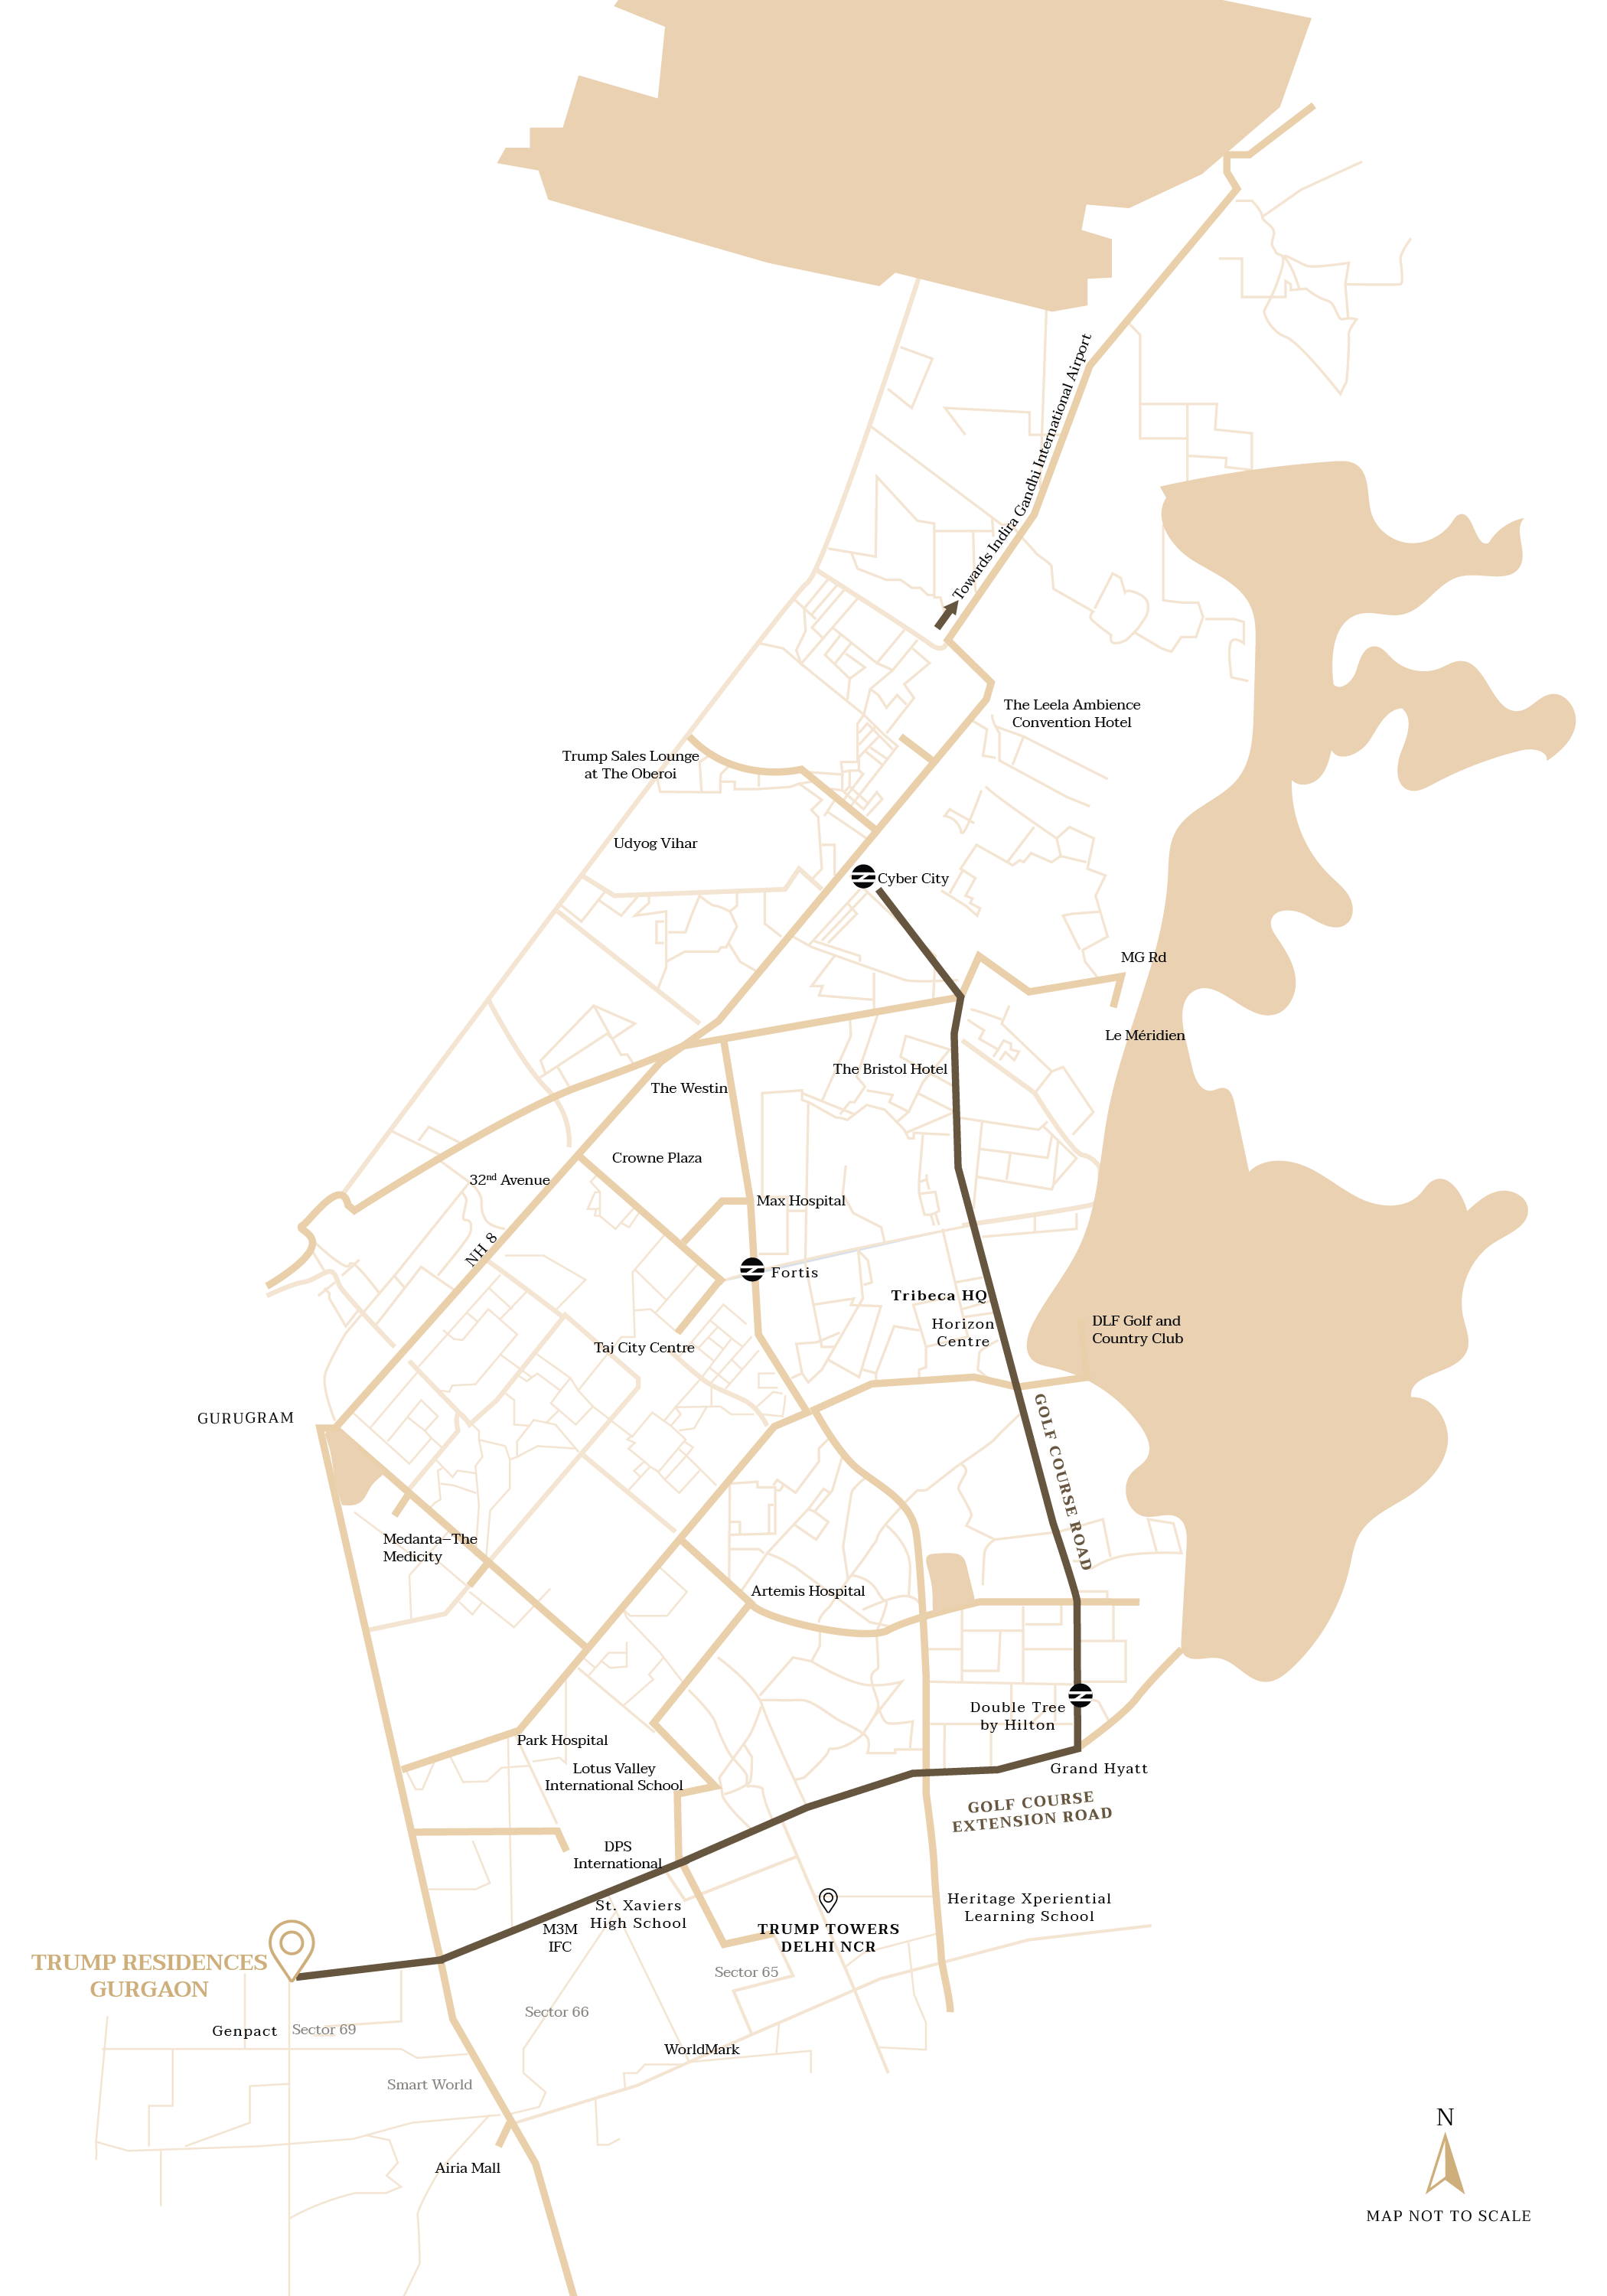 Towards Indira Gandhi International Airport
The Leela Ambience
Convention Hotel
Trump Sales Lounge
at The Oberoi
Udyog Vihar
Cyber City
MG Rd
Le Méridien
The Bristol Hotel
The Westin
Crowne Plaza
32nd Avenue
Max Hospital
NH 8
Fortis
Tribeca HQ
Horizon
Centre
DLF Golf and
Country Club
Taj City Centre
GURUGRAM
GOLF COURSE ROAD
Medanta–The
Medicity
Artemis Hospital
Double Tree
by Hilton
Park Hospital
Lotus Valley
International School
Grand Hyatt
GOLF COURSE
EXTENSION ROAD
DPS
International
St. Xaviers
High School
Heritage Xperiential
Learning School
M3M
IFC
TRUMP TOWERS
DELHI NCR
TRUMP RESIDENCES
GURGAON
Sector 65
Sector 66
Genpact
Sector 69
WorldMark
Smart World
Airia Mall
N
MAP NOT TO SCALE